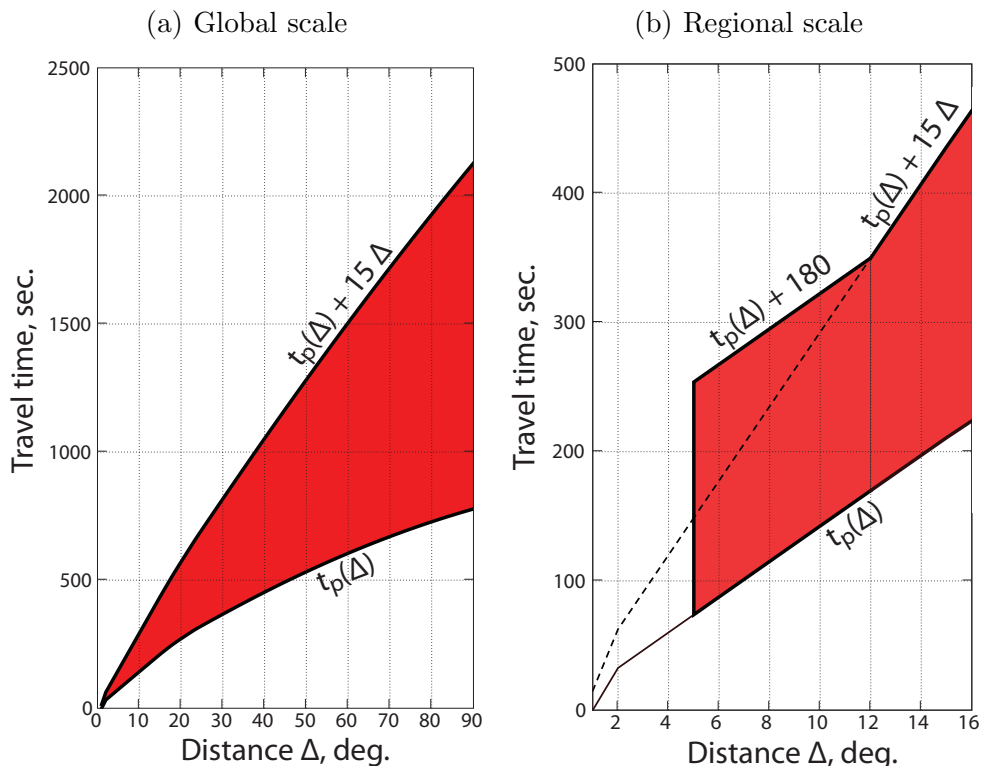 (a) Global scale
2500
2000
1500
1000
500
0
0
10
20
30
40
50
60
70
80
90
Travel time, sec.
Distance Δ, deg.
tp(Δ) + 15 Δ
tp(Δ)
(b) Regional scale
500
400
300
200
100
0
2
4
6
8
10
12
14
16
Travel time, sec.
Distance Δ, deg.
tp(Δ) + 180
tp(Δ) + 15 Δ
tp(Δ)